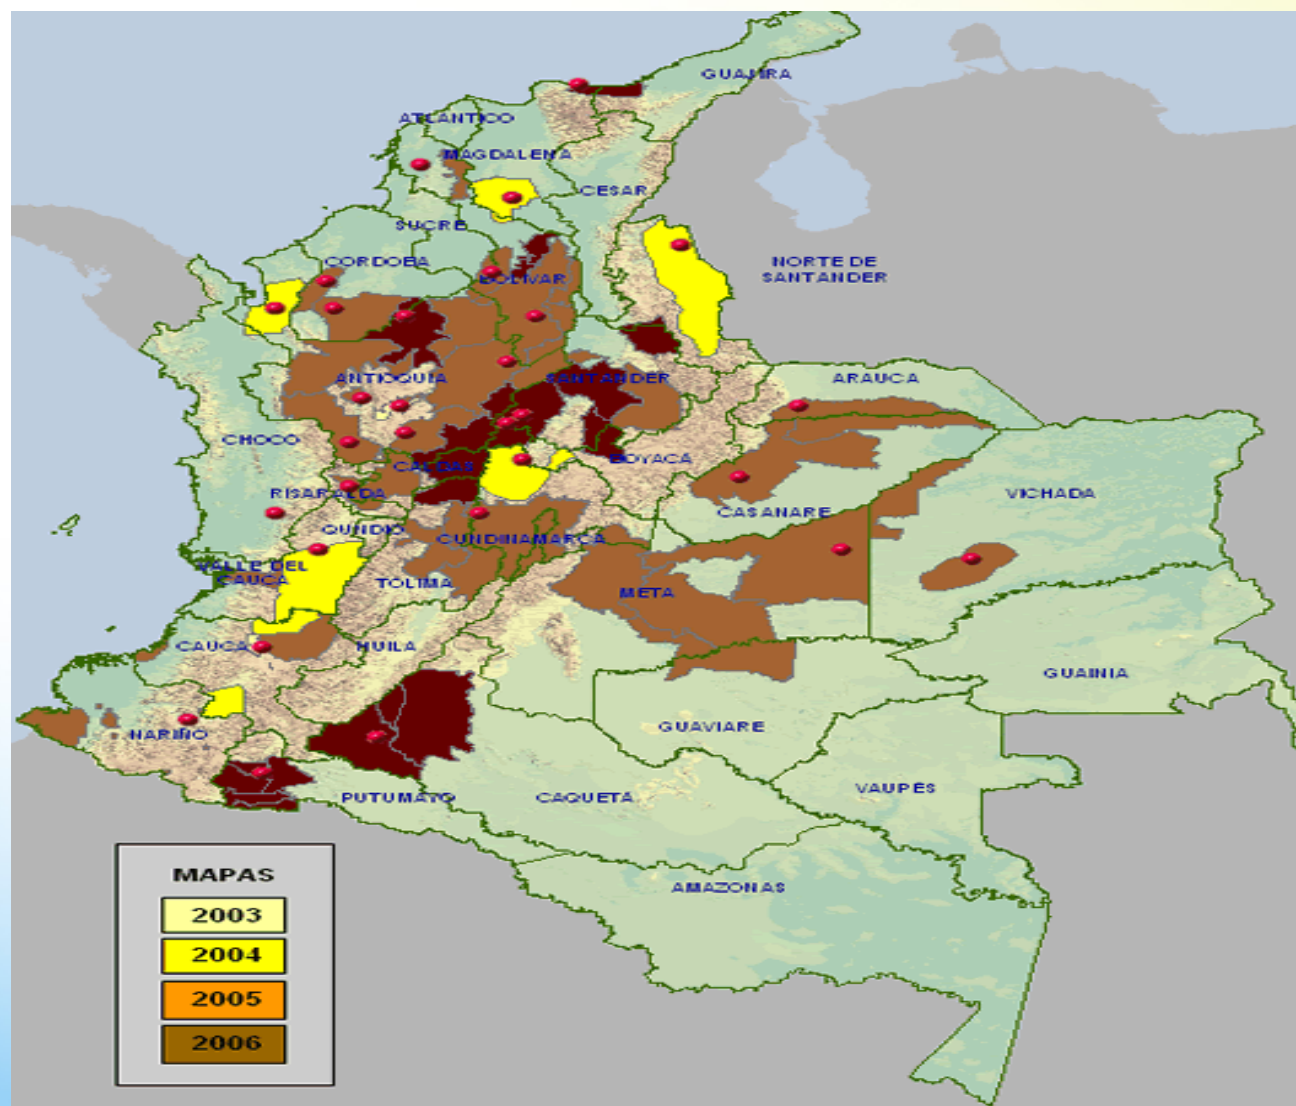 GUAJIRA
ATLANTICO
MAGDALENA
CESAR
SUCRE
CORDOBA
NORTE DE
SANTANDER
BOLIVAR
ANTIOQUIA
SANTANDER
ARAUCA
CHOCO
CALDAS
BOYACA
RISARALDA
VICHADA
CASANARE
QUNDIO
CUNDINAMARCA
VALLE DEL
CAUCA
TOLIMA
META
CAUCA
HUILA
GUAINIA
NARIÑO
GUAVIARE
PUTUMAYO
CAQUETA
VAUPES
AMAZONAS
MAPAS
2003
2004
2005
2006